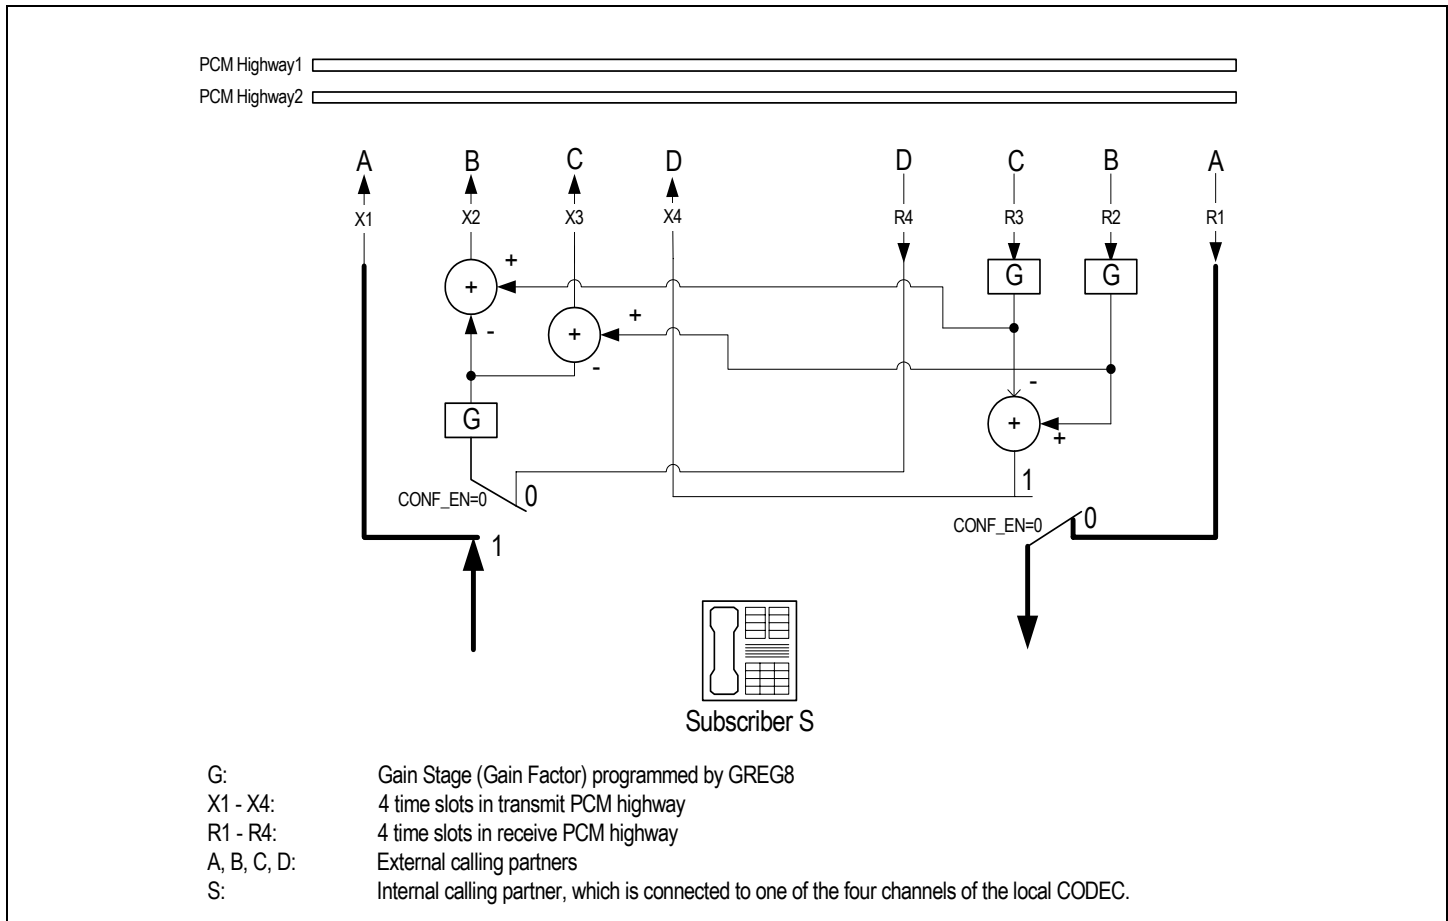 PCM Highway1
PCM Highway2
A B C D D C B A
X1 X2 X3 X4 R4 R3 R2 R1
+ G G
+
- + +
-
- +
G +
0 1
CONF_EN=0 CONF_EN=0 0
1
Subscriber S
G: Gain Stage (Gain Factor) programmed by GREG8
X1 - X4: 4 time slots in transmit PCM highway
R1 - R4: 4 time slots in receive PCM highway
A, B, C, D: External calling partners
S: Internal calling partner, which is connected to one of the four channels of the local CODEC.